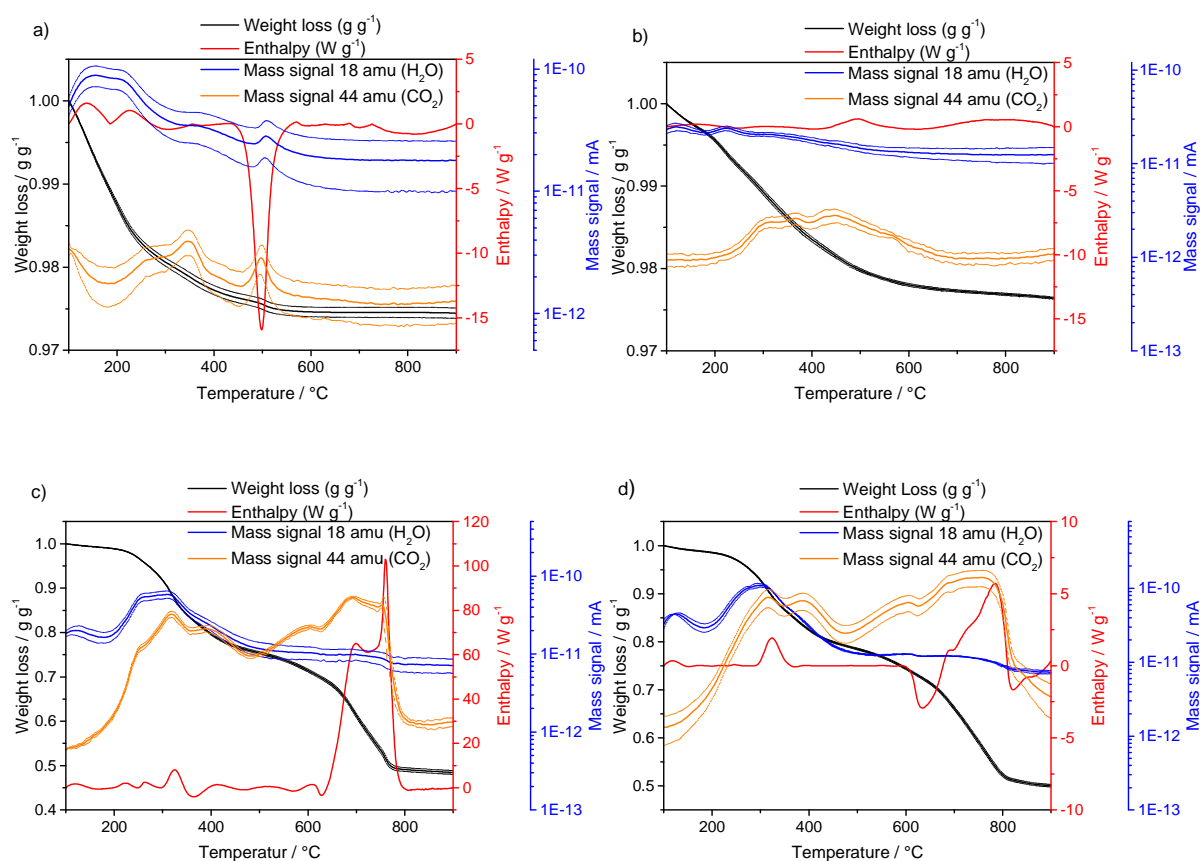 a)
Weight loss (g g⁻¹)
Enthalpy (W g⁻¹)
Mass signal 18 amu (H₂O)
Mass signal 44 amu (CO₂)
1.00
0.99
0.98
0.97
Weight loss / g g⁻¹
200 400 600 800
Temperature / °C
5
0
-5
-10
-15
Enthalpy / W g⁻¹
1E-10
1E-11
1E-12
Mass signal / mA
b)
Weight loss (g g⁻¹)
Enthalpy (W g⁻¹)
Mass signal 18 amu (H₂O)
Mass signal 44 amu (CO₂)
1.00
0.99
0.98
0.97
Weight loss / g g⁻¹
200 400 600 800
Temperature / °C
5
0
-5
-10
-15
Enthalpy / W g⁻¹
1E-10
1E-11
1E-12
1E-13
Mass signal / mA
c)
Weight loss (g g⁻¹)
Enthalpy (W g⁻¹)
Mass signal 18 amu (H₂O)
Mass signal 44 amu (CO₂)
1.0
0.9
0.8
0.7
0.6
0.5
0.4
Weight loss / g g⁻¹
200 400 600 800
Temperatur / °C
120
100
80
60
40
20
0
Enthalpy / W g⁻¹
1E-10
1E-11
1E-12
1E-13
Mass signal / mA
d)
Weight Loss (g g⁻¹)
Enthalpy (W g⁻¹)
Mass signal 18 amu (H₂O)
Mass signal 44 amu (CO₂)
1.0
0.9
0.8
0.7
0.6
0.5
Weight loss / g g⁻¹
200 400 600 800
Temperature / °C
10
5
0
-5
-10
Enthalpy / W g⁻¹
1E-10
1E-11
1E-12
1E-13
Mass signal / mA